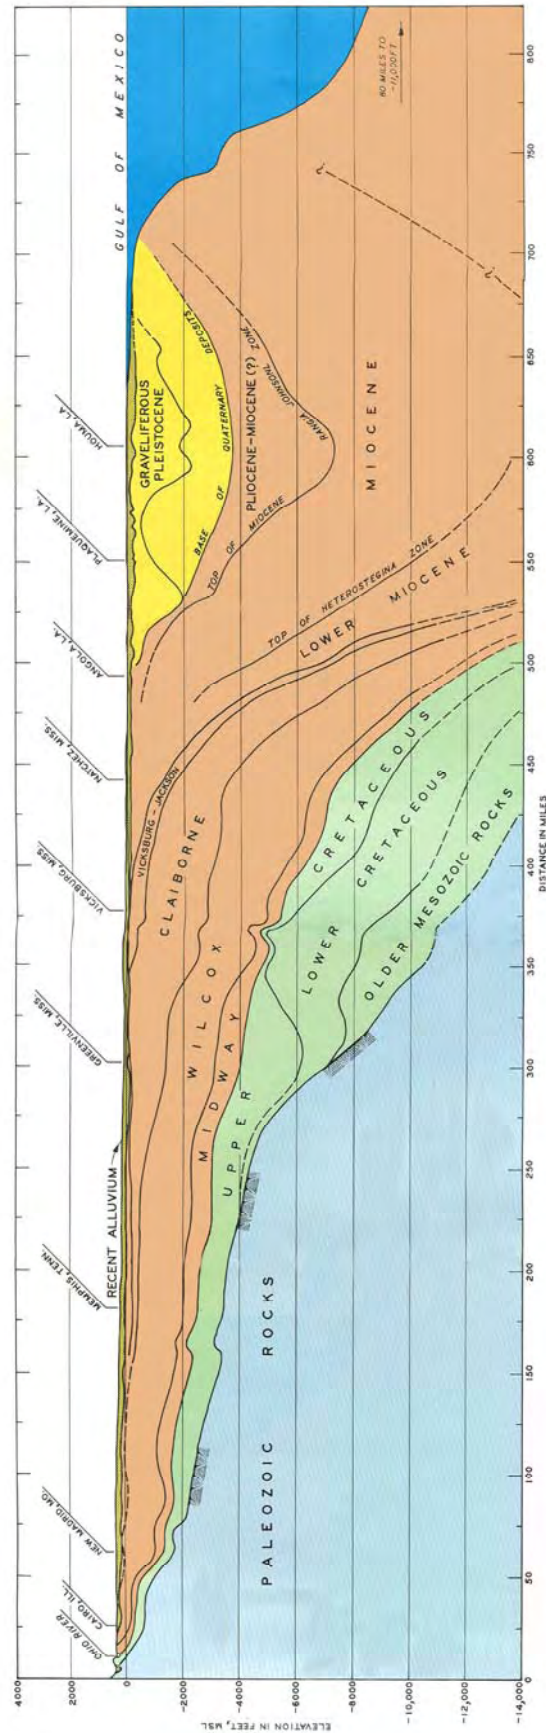 GULF OF MEXICO
80 MILES TO
-11,000 FT
HOUMA, LA
PLAQUEMINE, LA.
ANGOLA, LA.
NATCHEZ MISS.
VICKSBURG, MISS
GREENVILLE, MISS
RECENT ALLUVIUM
MEMPHIS, TENN.
NEW MADRID, MO.
CAIRO, ILL.
OHIO RIVER
GRAVELIFEROUS
PLEISTOCENE
BASE OF QUATERNARY DEPOSITS
PLIOCENE-MIOCENE(?)
RANGIA JOHNSONI ZONE
TOP OF MIOCENE
MIOCENE
TOP OF HETEROSTEGINA ZONE
LOWER MIOCENE
VICKSBURG-JACKSON
CLAIBORNE
WILCOX
MIDWAY
UPPER CRETACEOUS
LOWER CRETACEOUS
OLDER MESOZOIC ROCKS
PALEOZOIC ROCKS
?
?
4000
2000
0
-2000
-4000
-6000
-8000
-10,000
-12,000
-14,000
ELEVATION IN FEET, MSL
0
50
100
150
200
250
300
350
400
450
500
550
600
650
700
750
800
DISTANCE IN MILES